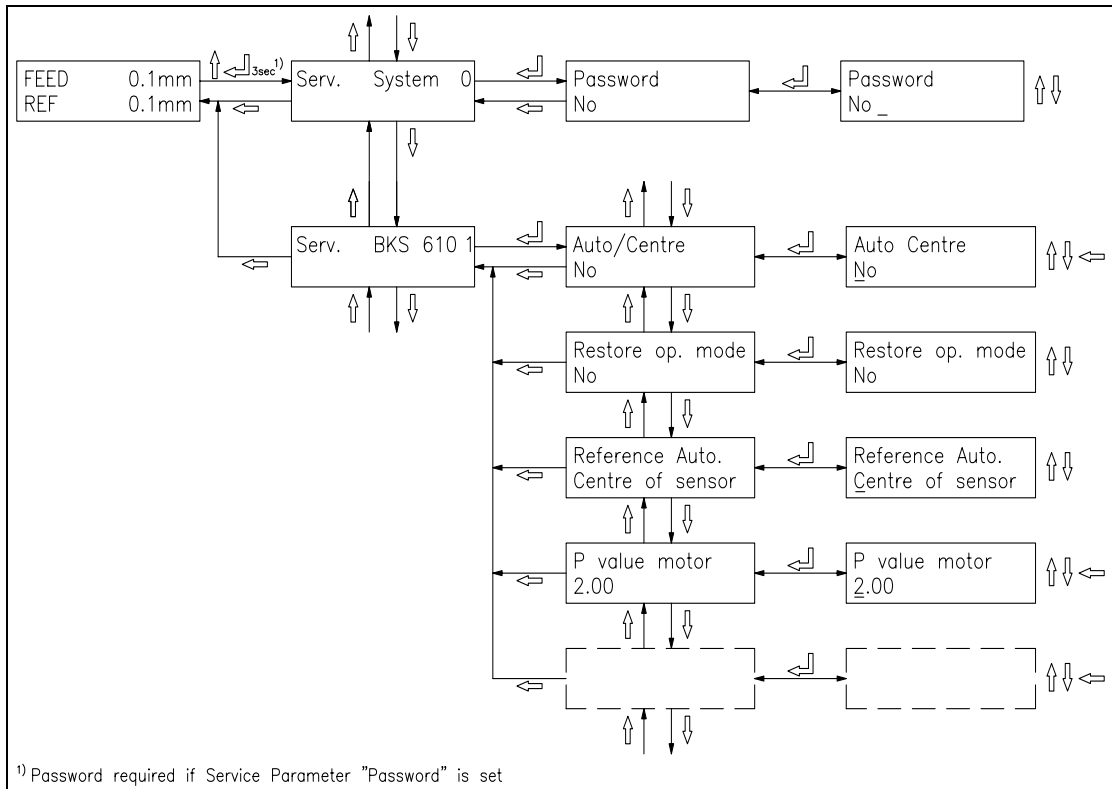 FEED 0.1mm
REF 0.1mm
3sec1)
Serv. System 0
Password
No
Password
No_
Serv. BKS 610 1
Auto/Centre
No
Auto Centre
No
Restore op. mode
No
Restore op. mode
No
Reference Auto.
Centre of sensor
Reference Auto.
Centre of sensor
P value motor
2.00
P value motor
2.00
1) Password required if Service Parameter "Password" is set